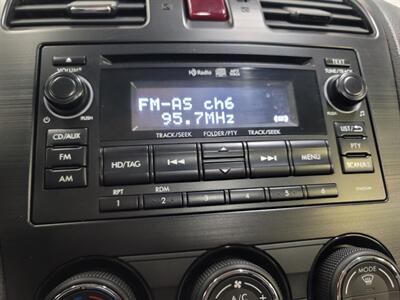 TEXT
VOLUME
HD Radio
TUNE/TRACK
PUSH
PUSH
FM-AS ch6
95.7MHz
CD/AUX
LIST
TRACK/SEEK FOLDER/PTY TRACK/SEEK
FM
HD/TAG
MENU
PTY
SCAN
AM
RPT RDM
1 2 3 4 5 6
A/C
MODE